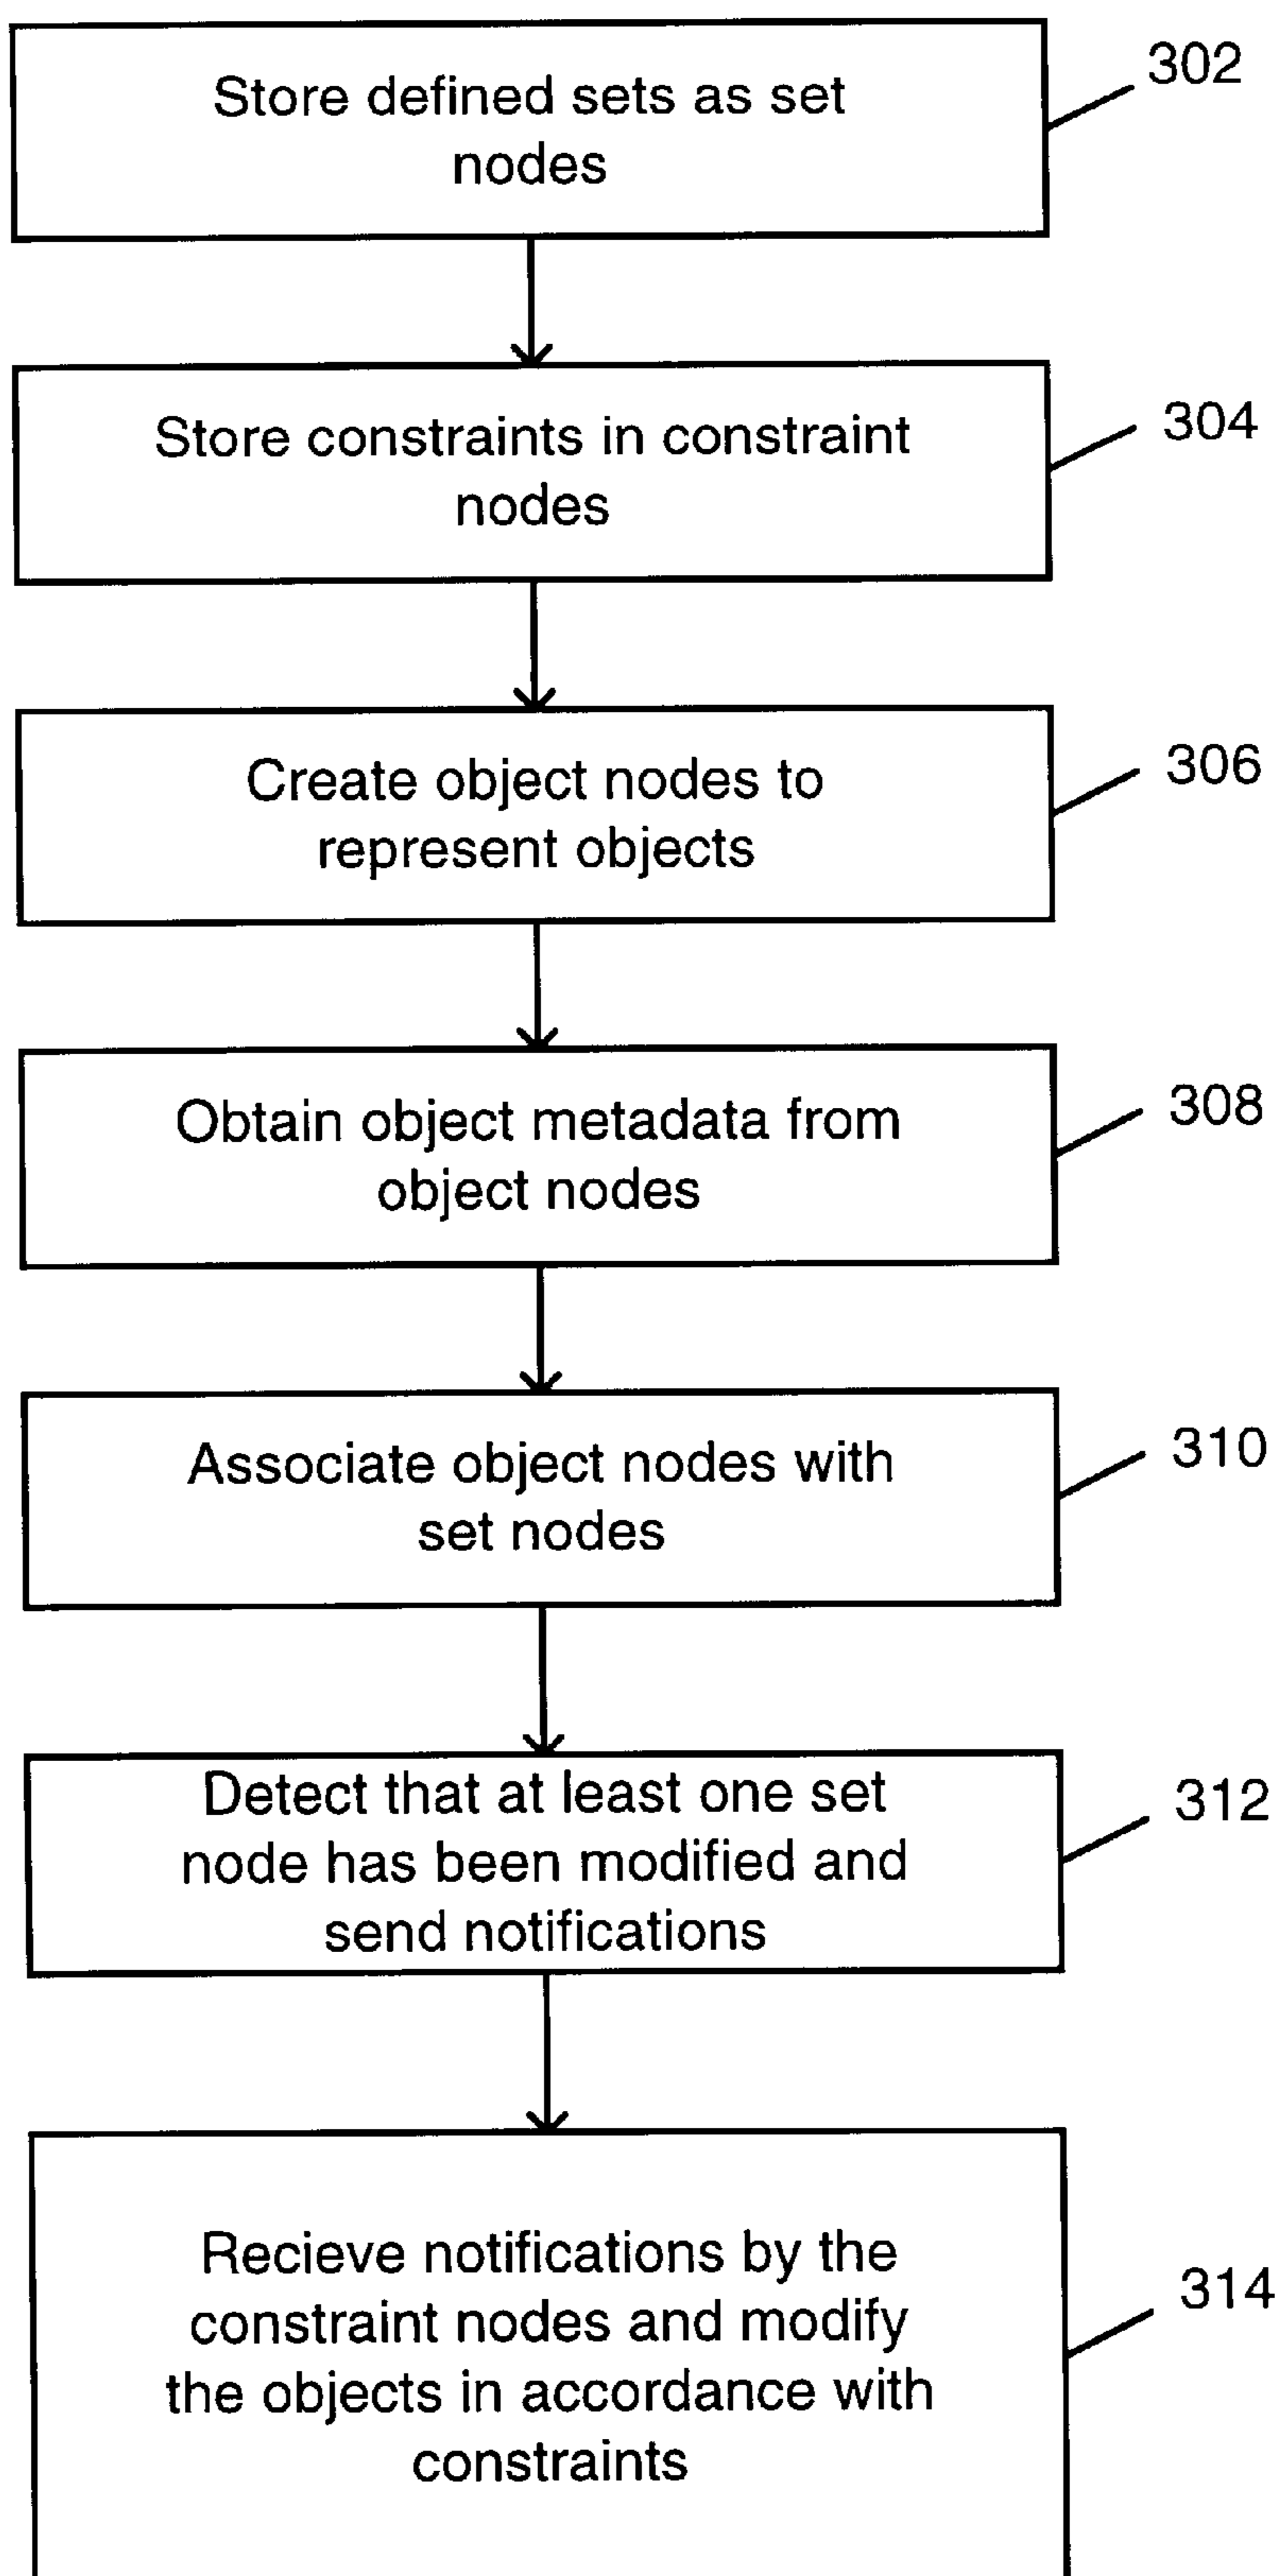 Store defined sets as set
nodes
302
Store constraints in constraint
nodes
304
Create object nodes to
represent objects
306
Obtain object metadata from
object nodes
308
Associate object nodes with
set nodes
310
Detect that at least one set
node has been modified and
send notifications
312
Recieve notifications by the
constraint nodes and modify
the objects in accordance with
constraints
314